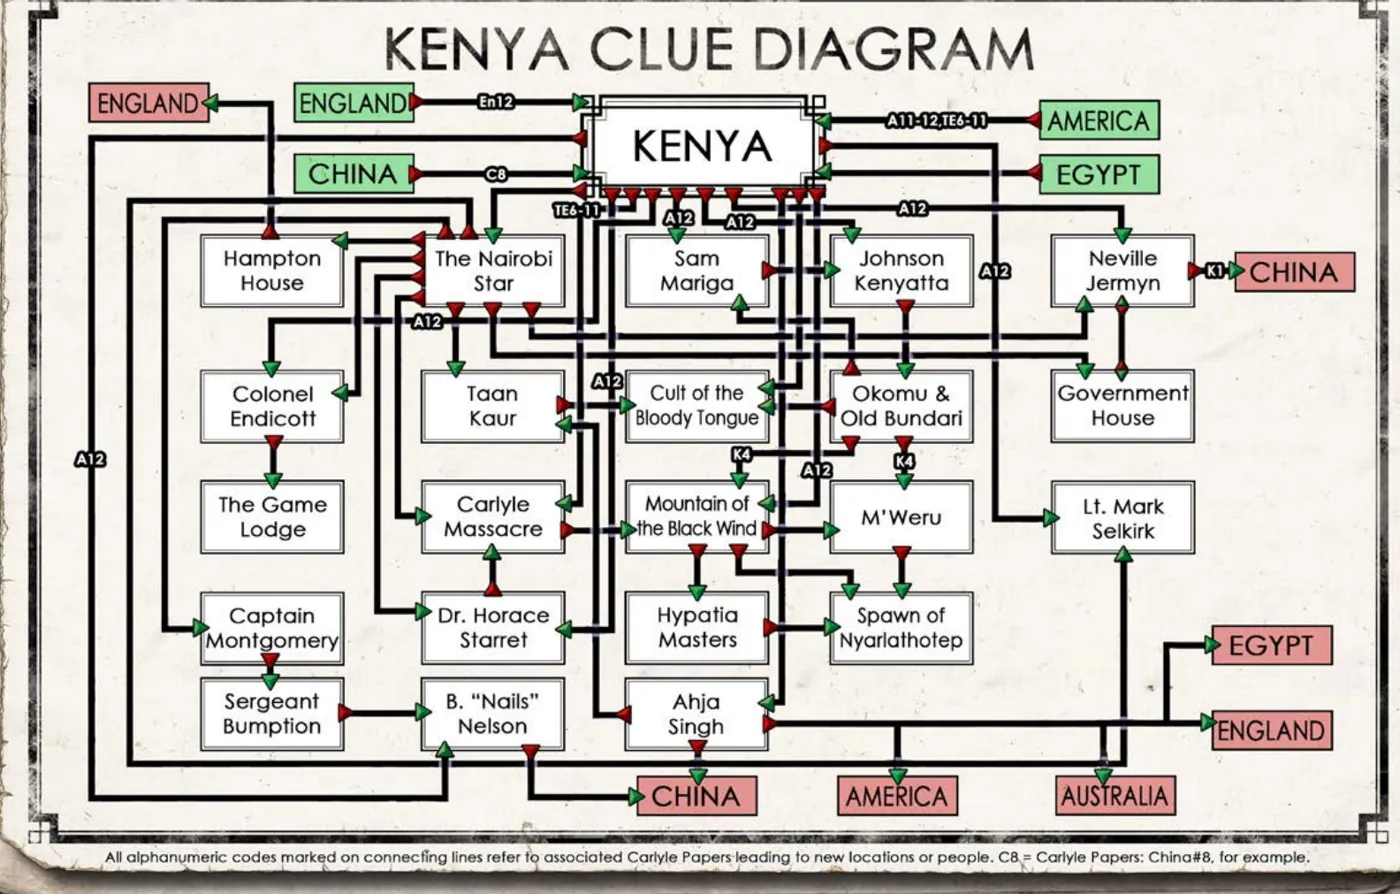 KENYA CLUE DIAGRAM
ENGLAND
ENGLAND
En12
KENYA
A11-12,TE6-11
AMERICA
CHINA
C8
EGYPT
TE6-11
A12
A12
A12
Hampton
House
The Nairobi
Star
Sam
Mariga
Johnson
Kenyatta
A12
Neville
Jermyn
K1
CHINA
A12
Colonel
Endicott
Taan
Kaur
A12
Cult of the
Bloody Tongue
Okomu &
Old Bundari
Government
House
A12
K4
A12
K4
The Game
Lodge
Carlyle
Massacre
Mountain of
the Black Wind
M'Weru
Lt. Mark
Selkirk
Captain
Montgomery
Dr. Horace
Starret
Hypatia
Masters
Spawn of
Nyarlathotep
EGYPT
Sergeant
Bumption
B. “Nails”
Nelson
Ahja
Singh
ENGLAND
CHINA
AMERICA
AUSTRALIA
All alphanumeric codes marked on connecting lines refer to associated Carlyle Papers leading to new locations or people. C8 = Carlyle Papers: China#8, for example.